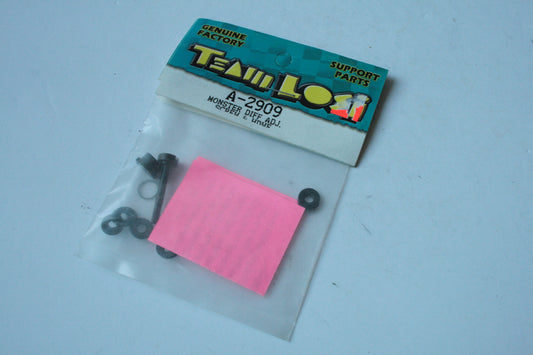 GENUINE
FACTORY
TEAM LOSI
SUPPORT
PARTS
A-2909
MONSTER DIFF ADJ.